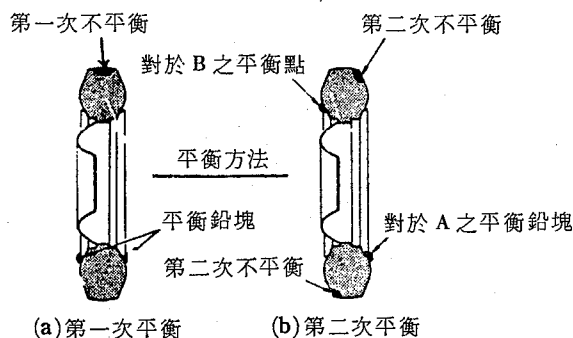 第一次不平衡
第二次不平衡
對於 B 之平衡點
平衡方法
平衡鉛塊
對於 A 之平衡鉛塊
第二次不平衡
(a)第一次平衡
(b)第二次平衡